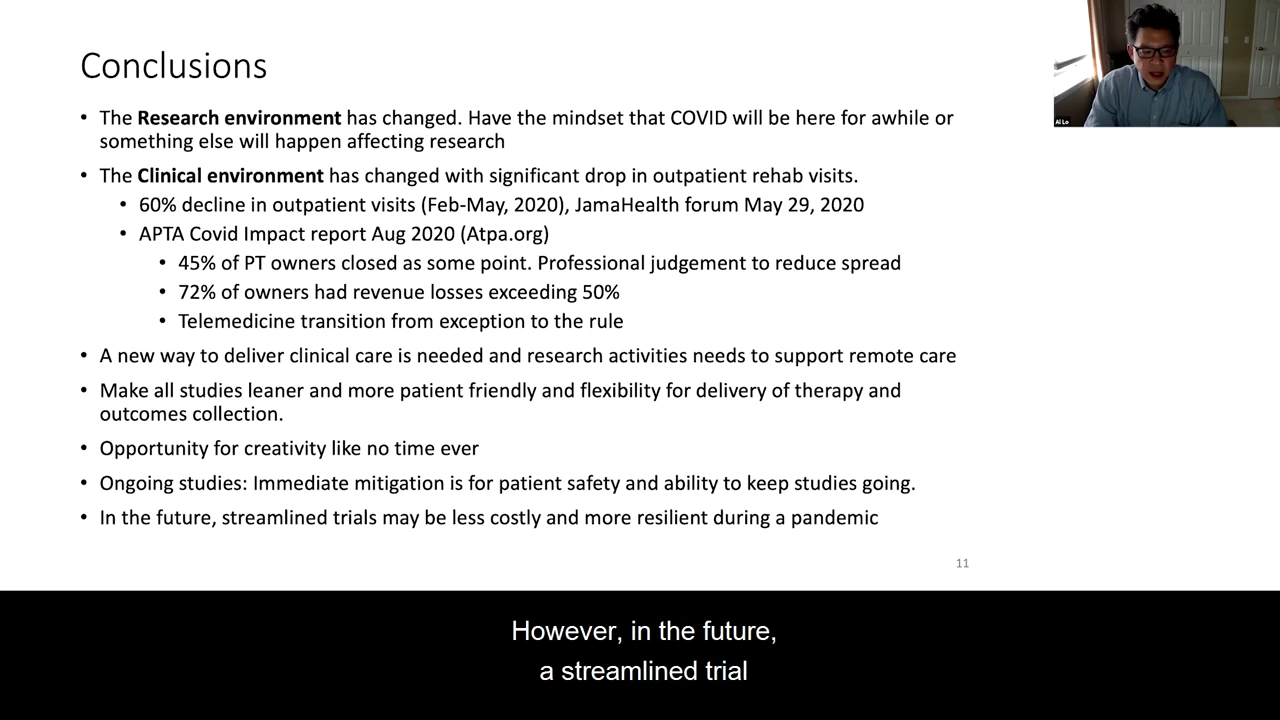 Conclusions
• The Research environment has changed. Have the mindset that COVID will be here for awhile or
something else will happen affecting research
• The Clinical environment has changed with significant drop in outpatient rehab visits.
• 60% decline in outpatient visits (Feb-May, 2020), JamaHealth forum May 29, 2020
• APTA Covid Impact report Aug 2020 (Atpa.org)
• 45% of PT owners closed as some point. Professional judgement to reduce spread
• 72% of owners had revenue losses exceeding 50%
• Telemedicine transition from exception to the rule
• A new way to deliver clinical care is needed and research activities needs to support remote care
• Make all studies leaner and more patient friendly and flexibility for delivery of therapy and
outcomes collection.
• Opportunity for creativity like no time ever
• Ongoing studies: Immediate mitigation is for patient safety and ability to keep studies going.
• In the future, streamlined trials may be less costly and more resilient during a pandemic
11
Al Lo
However, in the future,
a streamlined trial